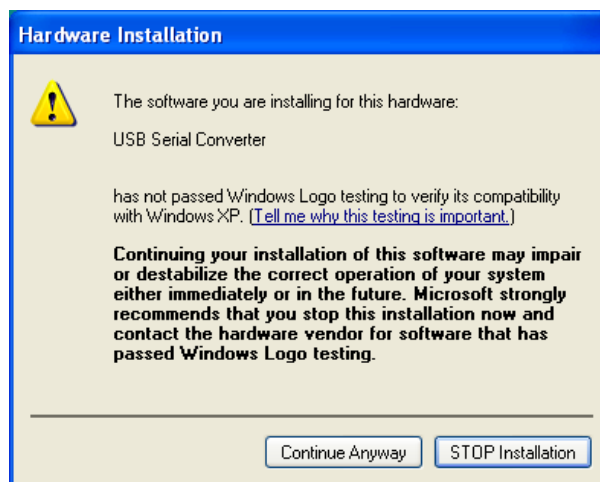 Hardware Installation
The software you are installing for this hardware:
USB Serial Converter
has not passed Windows Logo testing to verify its compatibility
with Windows XP. (Tell me why this testing is important.)
Continuing your installation of this software may impair
or destabilize the correct operation of your system
either immediately or in the future. Microsoft strongly
recommends that you stop this installation now and
contact the hardware vendor for software that has
passed Windows Logo testing.
Continue Anyway
STOP Installation